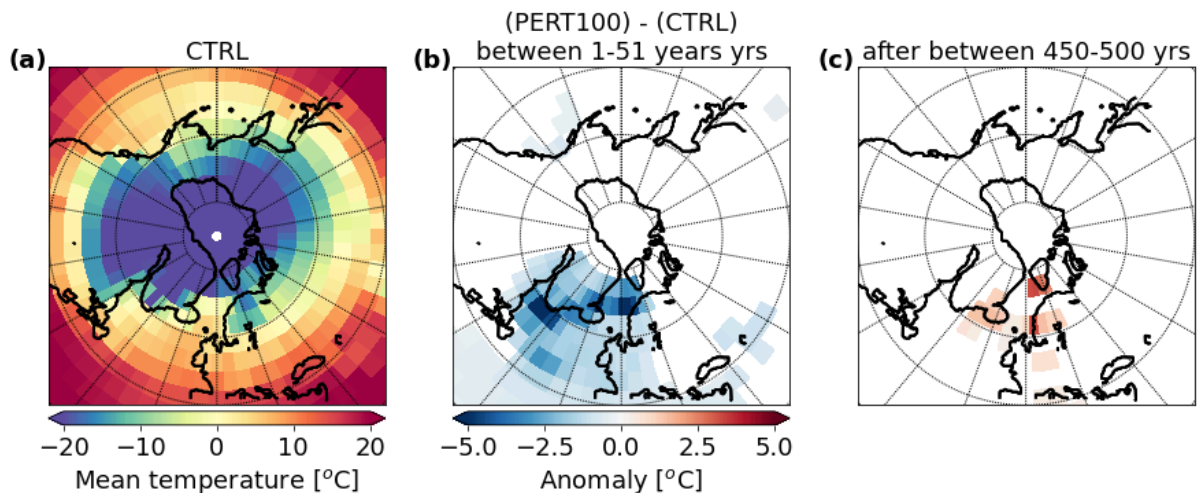 (a) CTRL
(PERT100) - (CTRL)
(b) between 1-51 years yrs
(c) after between 450-500 yrs
−20 −10 0 10 20
Mean temperature [°C]
−5.0 −2.5 0.0 2.5 5.0
Anomaly [°C]